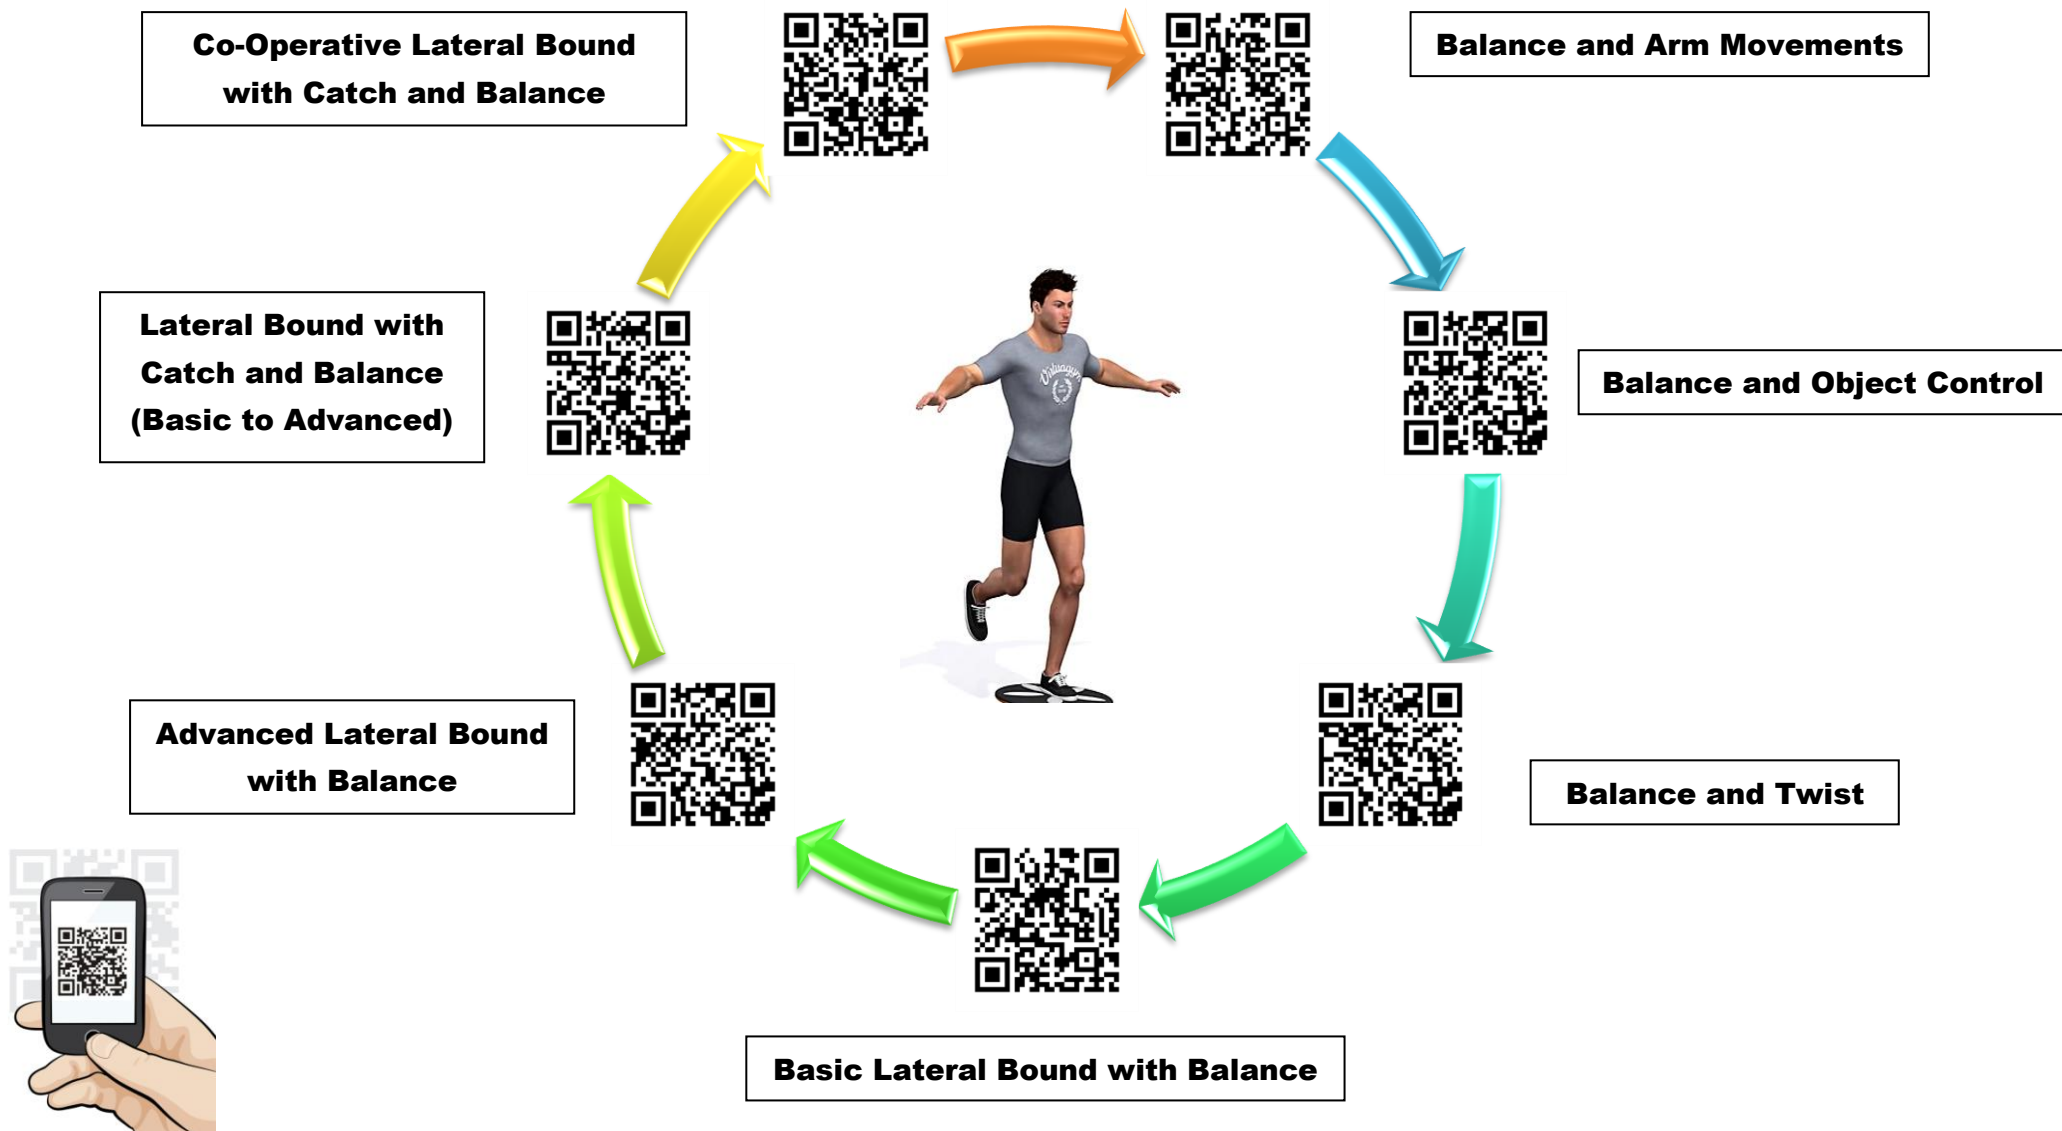 Co-Operative Lateral Bound
with Catch and Balance
Balance and Arm Movements
Lateral Bound with
Catch and Balance
(Basic to Advanced)
Balance and Object Control
Advanced Lateral Bound
with Balance
Balance and Twist
Basic Lateral Bound with Balance